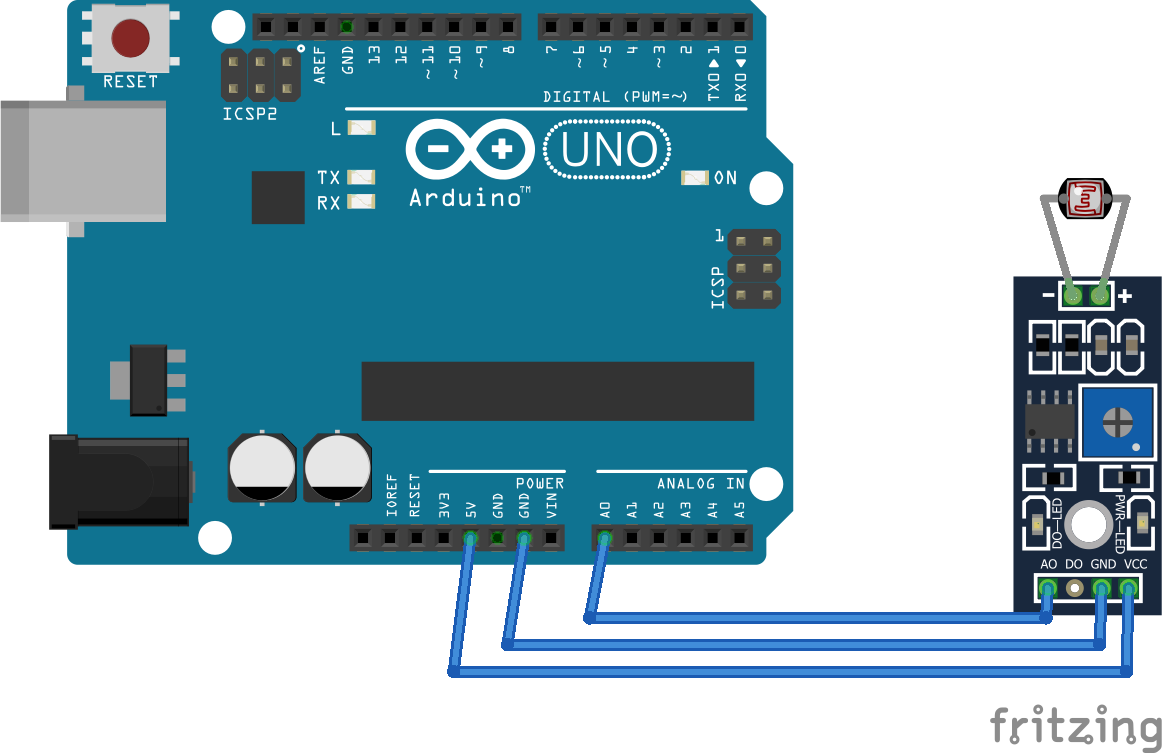 RESET
ICSP2
AREF
GND
13
12
~11
~10
~9
8
7
~6
~5
4
~3
2
TX0▶1
RX0◀0
DIGITAL (PWM=~)
L
TX
RX
Arduino™
UNO
ON
1
ICSP
POWER
ANALOG IN
IOREF
RESET
3V3
5V
GND
GND
VIN
A0
A1
A2
A3
A4
A5
- +
DO-LED
PWR-LED
AO DO GND VCC
fritzing